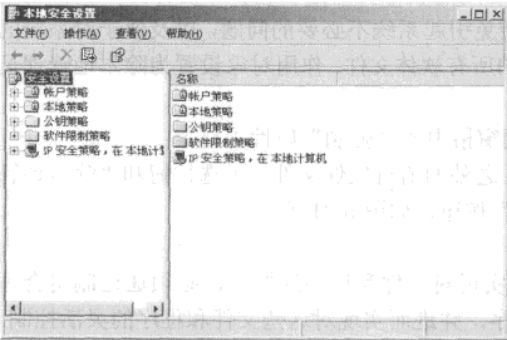 本地安全设置
文件(F) 操作(A) 查看(V) 帮助(H)
安全设置
帐户策略
本地策略
公钥策略
软件限制策略
IP 安全策略，在 本地计
名称
帐户策略
本地策略
公钥策略
软件限制策略
IP 安全策略，在 本地计算机